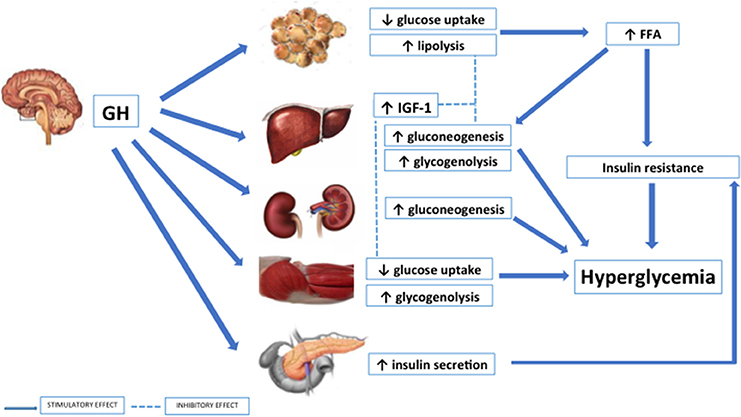 GH
↓ glucose uptake
↑ lipolysis
↑ FFA
↑ IGF-1
↑ gluconeogenesis
↑ glycogenolysis
Insulin resistance
↑ gluconeogenesis
↓ glucose uptake
↑ glycogenolysis
Hyperglycemia
↑ insulin secretion
STIMULATORY EFFECT
INHIBITORY EFFECT